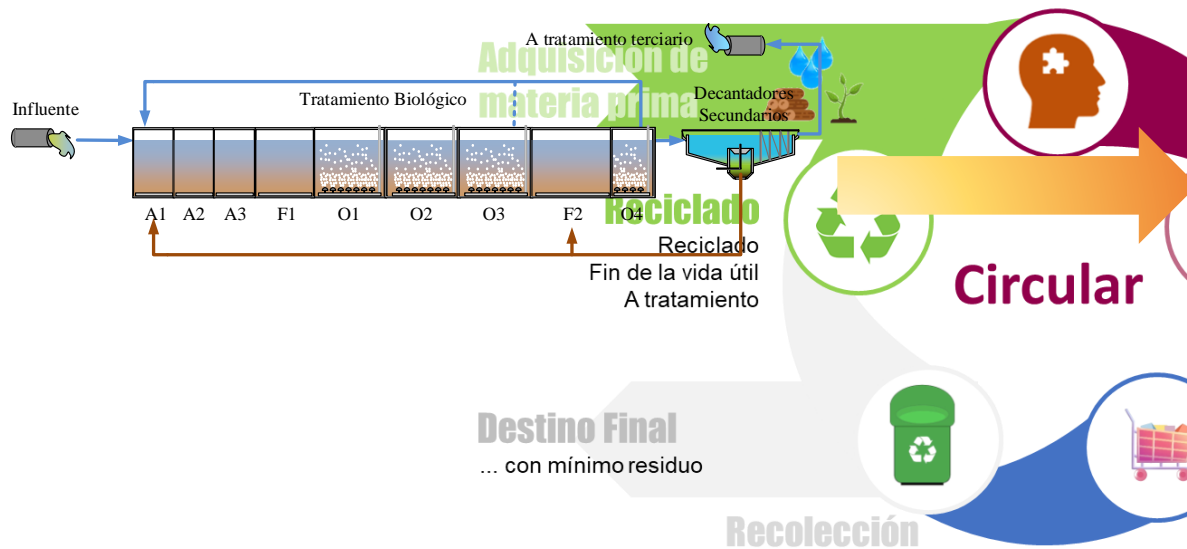 A tratamiento terciario
Adquisición de
materia prima
Tratamiento Biológico
Decantadores
Secundarios
Influente
A1 A2 A3 F1 O1 O2 O3 F2 O4
Reciclado
Reciclado
Fin de la vida útil
A tratamiento
Circular
Destino Final
... con mínimo residuo
Recolección